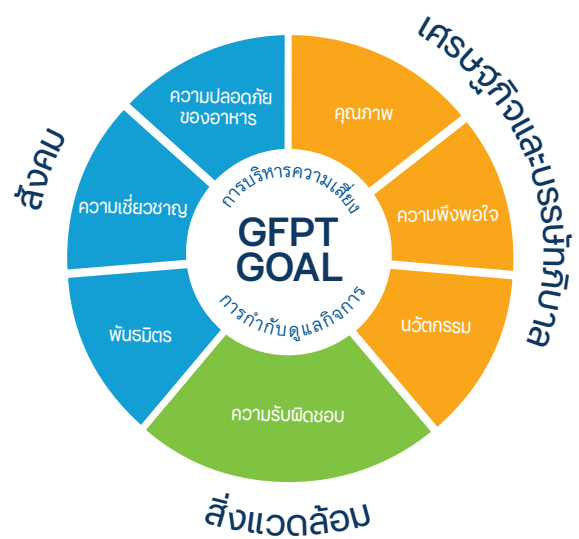 เศรษฐกิจและบรรษัทภิบาล
สังคม
ความปลอดภัย
ของอาหาร
คุณภาพ
ความเชี่ยวชาญ
การบริหารความเสี่ยง
ความพึงพอใจ
GFPT
GOAL
การกำกับดูแลกิจการ
พันธมิตร
นวัตกรรม
ความรับผิดชอบ
สิ่งแวดล้อม